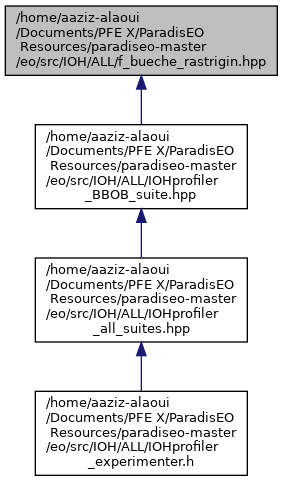 /home/aaziz-alaoui
/Documents/PFE X/ParadisEO
Resources/paradiseo-master
/eo/src/IOH/ALL/f_bueche_rastrigin.hpp
/home/aaziz-alaoui
/Documents/PFE X/ParadisEO
Resources/paradiseo-master
/eo/src/IOH/ALL/IOHprofiler
_BBOB_suite.hpp
/home/aaziz-alaoui
/Documents/PFE X/ParadisEO
Resources/paradiseo-master
/eo/src/IOH/ALL/IOHprofiler
_all_suites.hpp
/home/aaziz-alaoui
/Documents/PFE X/ParadisEO
Resources/paradiseo-master
/eo/src/IOH/ALL/IOHprofiler
_experimenter.h